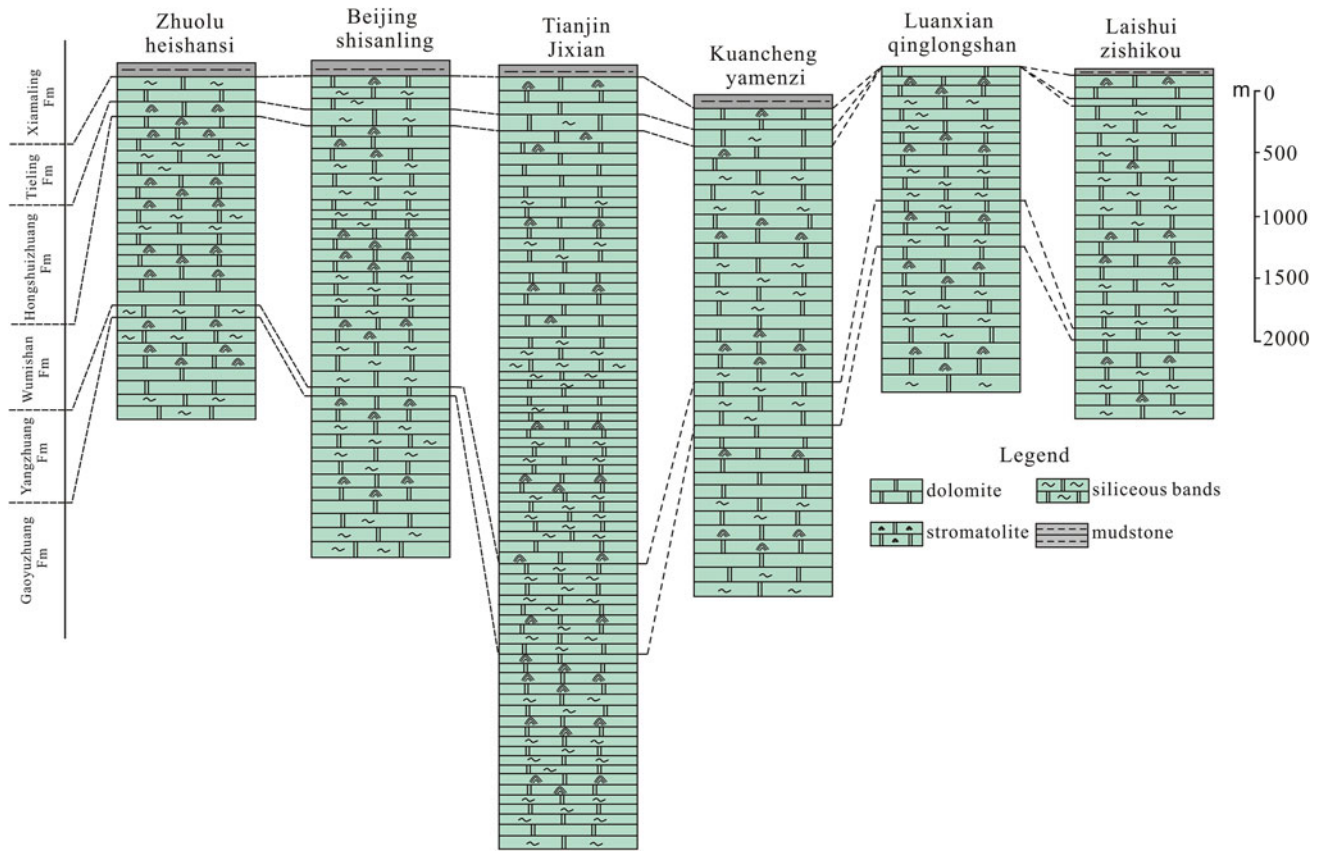 Zhuolu
heishansi
Beijing
shisanling
Tianjin
Jixian
Kuancheng
yamenzi
Luanxian
qinglongshan
Laishui
zishikou
Xiamaling
Fm
Tieling
Fm
Hongshuizhuang
Fm
Wumishan
Fm
Yangzhuang
Fm
Gaoyuzhuang
Fm
m 0
500
1000
1500
2000
Legend
dolomite
siliceous bands
stromatolite
mudstone